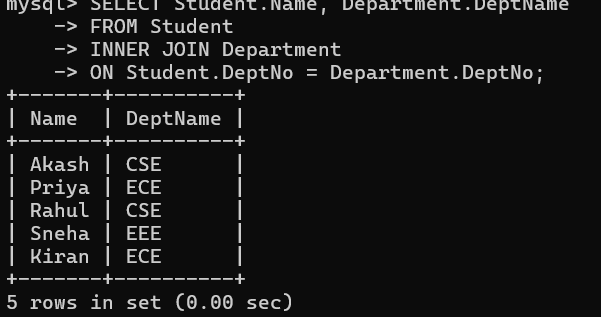 mysql> SELECT Student.Name, Department.DeptName
    -> FROM Student
    -> INNER JOIN Department
    -> ON Student.DeptNo = Department.DeptNo;
+-------+----------+
| Name  | DeptName |
+-------+----------+
| Akash | CSE      |
| Priya | ECE      |
| Rahul | CSE      |
| Sneha | EEE      |
| Kiran | ECE      |
+-------+----------+
5 rows in set (0.00 sec)